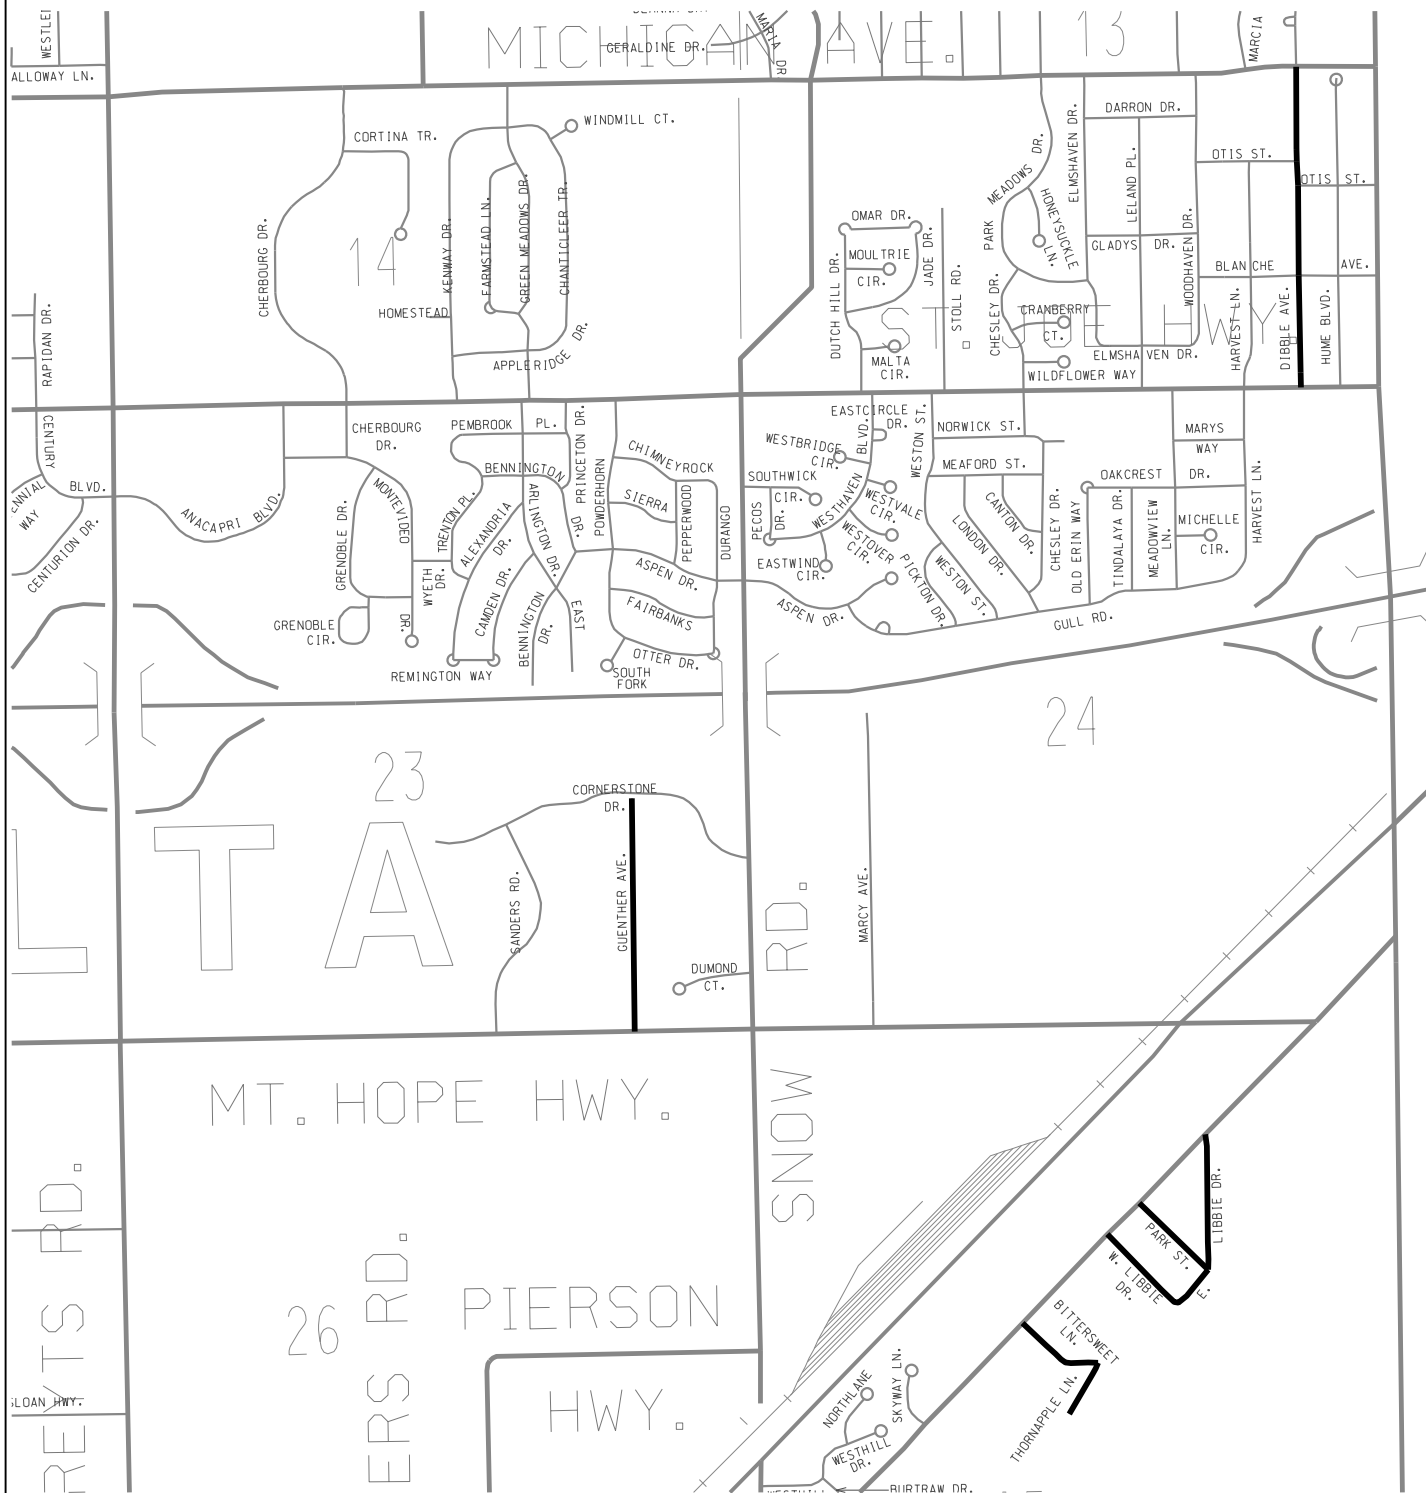 MARIA DR.
MICHIGAN AVE.
GERALDINE DR.
13
MARCIA
ALLOWAY LN.
CORTINA TR.
WINDMILL CT.
DARRON DR.
OTIS ST.
OTIS ST.
ELMSHAVEN DR.
LELAND PL.
PARK MEADOWS DR.
HONEYSUCKLE LN.
GLADYS DR.
WOODHAVEN DR.
BLANCHE AVE.
CHERBOURG DR.
14
KENWAY DR.
FARMSTEAD LN.
GREEN MEADOWS DR.
CHANTICLEER TR.
HOMESTEAD
APPLERIDGE DR.
OMAR DR.
MOULTRIE
CIR.
JADE DR.
DUTCH HILL DR.
STOLL RD.
MALTA
CIR.
CHESLEY DR.
CRANBERRY
CT.
ELMSHAVEN DR.
WILDFLOWER WAY
ST. JOE HWY.
HARVEST LN.
DIBBLE AVE.
HUME BLVD.
RAPIDAN DR.
CENTURY
BLVD.
WAY
CENTURION DR.
ANACAPRI BLVD.
CHERBOURG
DR.
GRENOBLE DR.
MONTEVIDEO
DR.
GRENOBLE
CIR.
WYETH
DR.
PEMBROOK PL.
BENNINGTON
DR.
TRENTON PL.
ALEXANDRIA
DR.
ARLINGTON DR.
CAMDEN DR.
BENNINGTON
DR.
EAST
REMINGTON WAY
PRINCETON DR.
POWDERHORN
CHIMNEYROCK
SIERRA
PEPPERWOOD
DURANGO
ASPEN DR.
FAIRBANKS
OTTER DR.
SOUTH
FORK
EASTCIRCLE
DR.
WESTBRIDGE
CIR.
SOUTHWICK
CIR.
PECOS
DR.
WESTHAVEN BLVD.
WESTVALE
CIR.
WESTOVER
CIR.
EASTWIND
CIR.
ASPEN DR.
PICKTON DR.
WESTON ST.
WESTON ST.
NORWICK ST.
MEAFORD ST.
CANTON DR.
LONDON DR.
CHESLEY DR.
OLD ERIN WAY
TINDALAYA DR.
MEADOWVIEW
LN.
OAKCREST DR.
MARYS
WAY
MICHELLE
CIR.
HARVEST LN.
GULL RD.
23
24
LTA
CORNERSTONE
DR.
SANDERS RD.
GUENTHER AVE.
DUMOND
CT.
MARCY AVE.
SNOW RD.
MT. HOPE HWY.
PIERSON
HWY.
26
ERS RD.
SLOAN HWY.
LIBBIE DR.
PARK ST.
W. LIBBIE
DR.
E.
BITTERSWEET
LN.
THORNAPPLE LN.
NORTHLANE
SKYWAY LN.
WESTHILL
DR.
WESTHILL
BURTRAW DR.